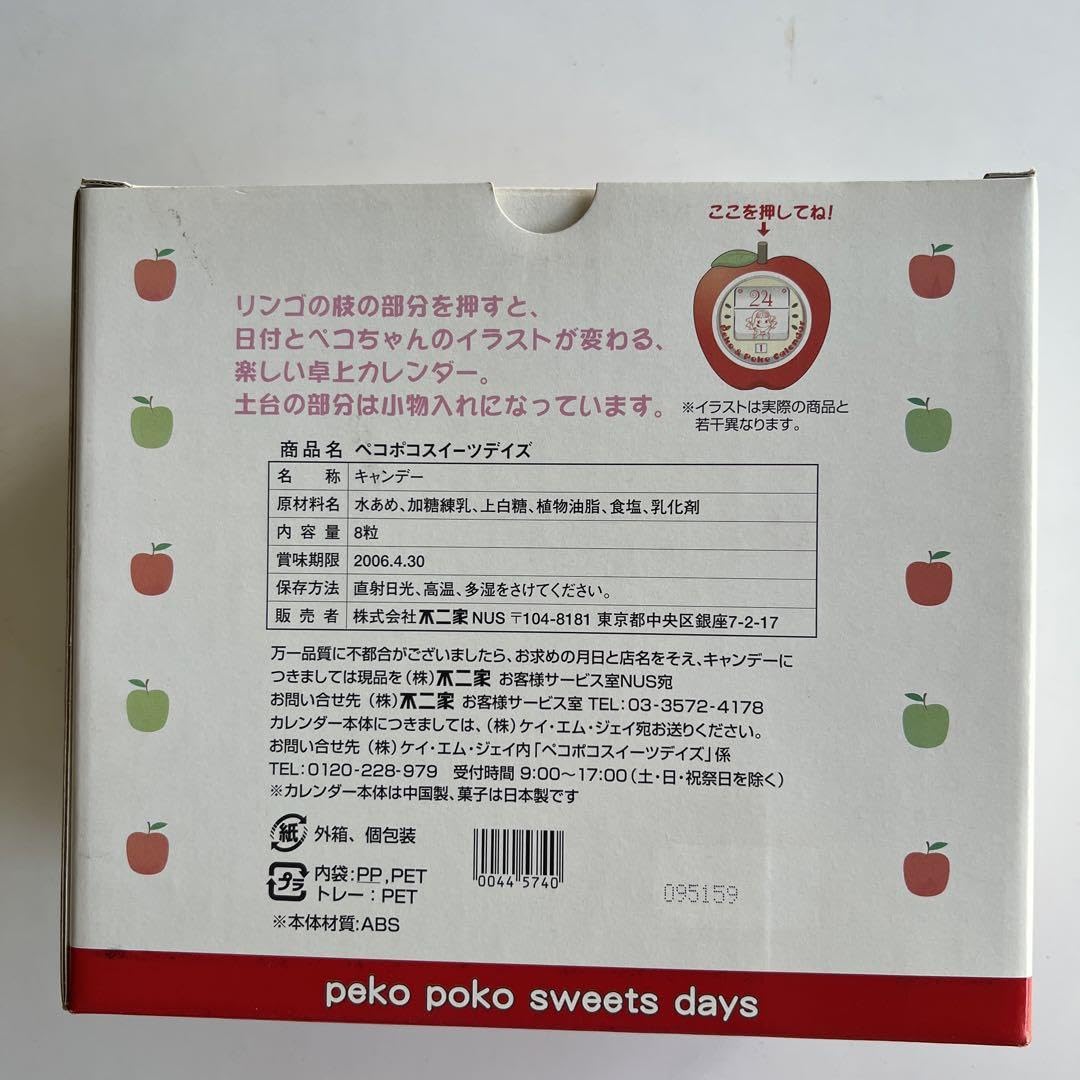 ここを押してね!
リンゴの枝の部分を押すと、
日付とペコちゃんのイラストが変わる、
楽しい卓上カレンダー。
土台の部分は小物入れになっています。
24
1
Peko & Poko Calendar
※イラストは実際の商品と
若干異なります。
商品名 ペコポコスイーツデイズ
名称 キャンデー
原材料名 水あめ、加糖練乳、上白糖、植物油脂、食塩、乳化剤
内容量 8粒
賞味期限 2006.4.30
保存方法 直射日光、高温、多湿をさけてください。
販売者 株式会社不二家 NUS 〒104-8181 東京都中央区銀座7-2-17
万一品質に不都合がございましたら、お求めの月日と店名をそえ、キャンデーに
つきましては現品を(株)不二家 お客様サービス室NUS宛
お問い合せ先 (株)不二家 お客様サービス室 TEL:03-3572-4178
カレンダー本体につきましては、(株)ケイ・エム・ジェイ宛お送りください。
お問い合せ先 (株)ケイ・エム・ジェイ内「ペコポコスイーツデイズ」係
TEL:0120-228-979 受付時間 9:00〜17:00(土・日・祝祭日を除く)
※カレンダー本体は中国製、菓子は日本製です
紙 外箱、個包装
プラ 内袋:PP,PET
トレー:PET
※本体材質:ABS
0044 5740
095159
peko poko sweets days